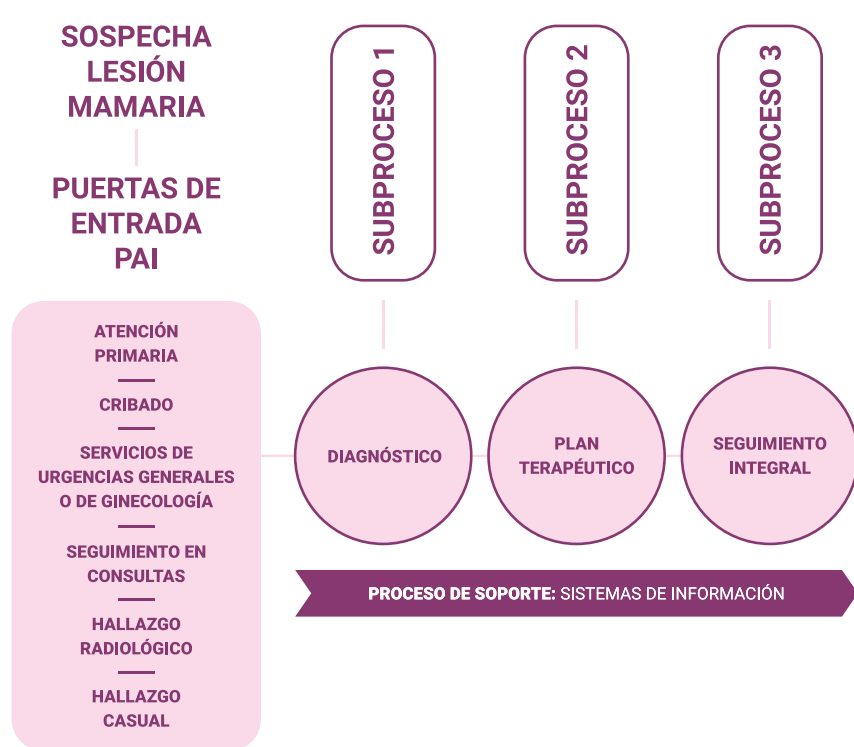 SOSPECHA
LESIÓN
MAMARIA
PUERTAS DE
ENTRADA
PAI
ATENCIÓN
PRIMARIA
CRIBADO
SERVICIOS DE
URGENCIAS GENERALES
O DE GINECOLOGÍA
SEGUIMIENTO EN
CONSULTAS
HALLAZGO
RADIOLÓGICO
HALLAZGO
CASUAL
SUBPROCESO 1
DIAGNÓSTICO
SUBPROCESO 2
PLAN
TERAPÉUTICO
SUBPROCESO 3
SEGUIMIENTO
INTEGRAL
PROCESO DE SOPORTE: SISTEMAS DE INFORMACIÓN